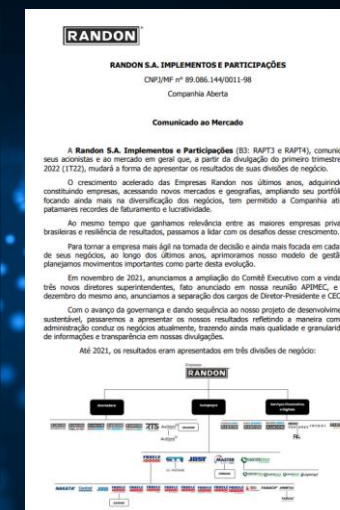 RANDON
RANDON S.A. IMPLEMENTOS E PARTICIPAÇÕES
CNPJ/MF nº 89.086.144/0011-98
Companhia Aberta
Comunicado ao Mercado
A Randon S.A. Implementos e Participações (B3: RAPT3 e RAPT4), comunic
seus acionistas e ao mercado em geral que, a partir da divulgação do primeiro trimestre
2022 (1T22), mudará a forma de apresentar os resultados de suas divisões de negócio.
O crescimento acelerado das Empresas Randon nos últimos anos, adquirind
constituindo empresas, acessando novos mercados e geografias, ampliando seu portfóli
focando ainda mais na diversificação dos negócios, tem permitido a Companhia ati
patamares recordes de faturamento e lucratividade.
Ao mesmo tempo que ganhamos relevância entre as maiores empresas priva
brasileiras e resiliência de resultados, passamos a lidar com os desafios desse crescimento.
Para tornar a empresa mais ágil na tomada de decisão e ainda mais focada em cada
de seus negócios, ao longo dos últimos anos, aprimoramos nosso modelo de gestã
planejamos movimentos importantes como parte desta evolução.
Em novembro de 2021, anunciamos a ampliação do Comitê Executivo com a vinda
três novos diretores superintendentes, fato anunciado em nossa reunião APIMEC, e
dezembro do mesmo ano, anunciamos a separação dos cargos de Diretor-Presidente e CEO
Com o avanço da governança e dando sequência ao nosso projeto de desenvolvime
sustentável, passaremos a apresentar os nossos resultados refletindo a maneira com
administração conduz os negócios atualmente, trazendo ainda mais qualidade e granularid
de informações e transparência em nossas divulgações.
Até 2021, os resultados eram apresentados em três divisões de negócio:
RANDON
Montadora
Autopeças
Serviços Financeiros
e Digitais
JOST
MASTER